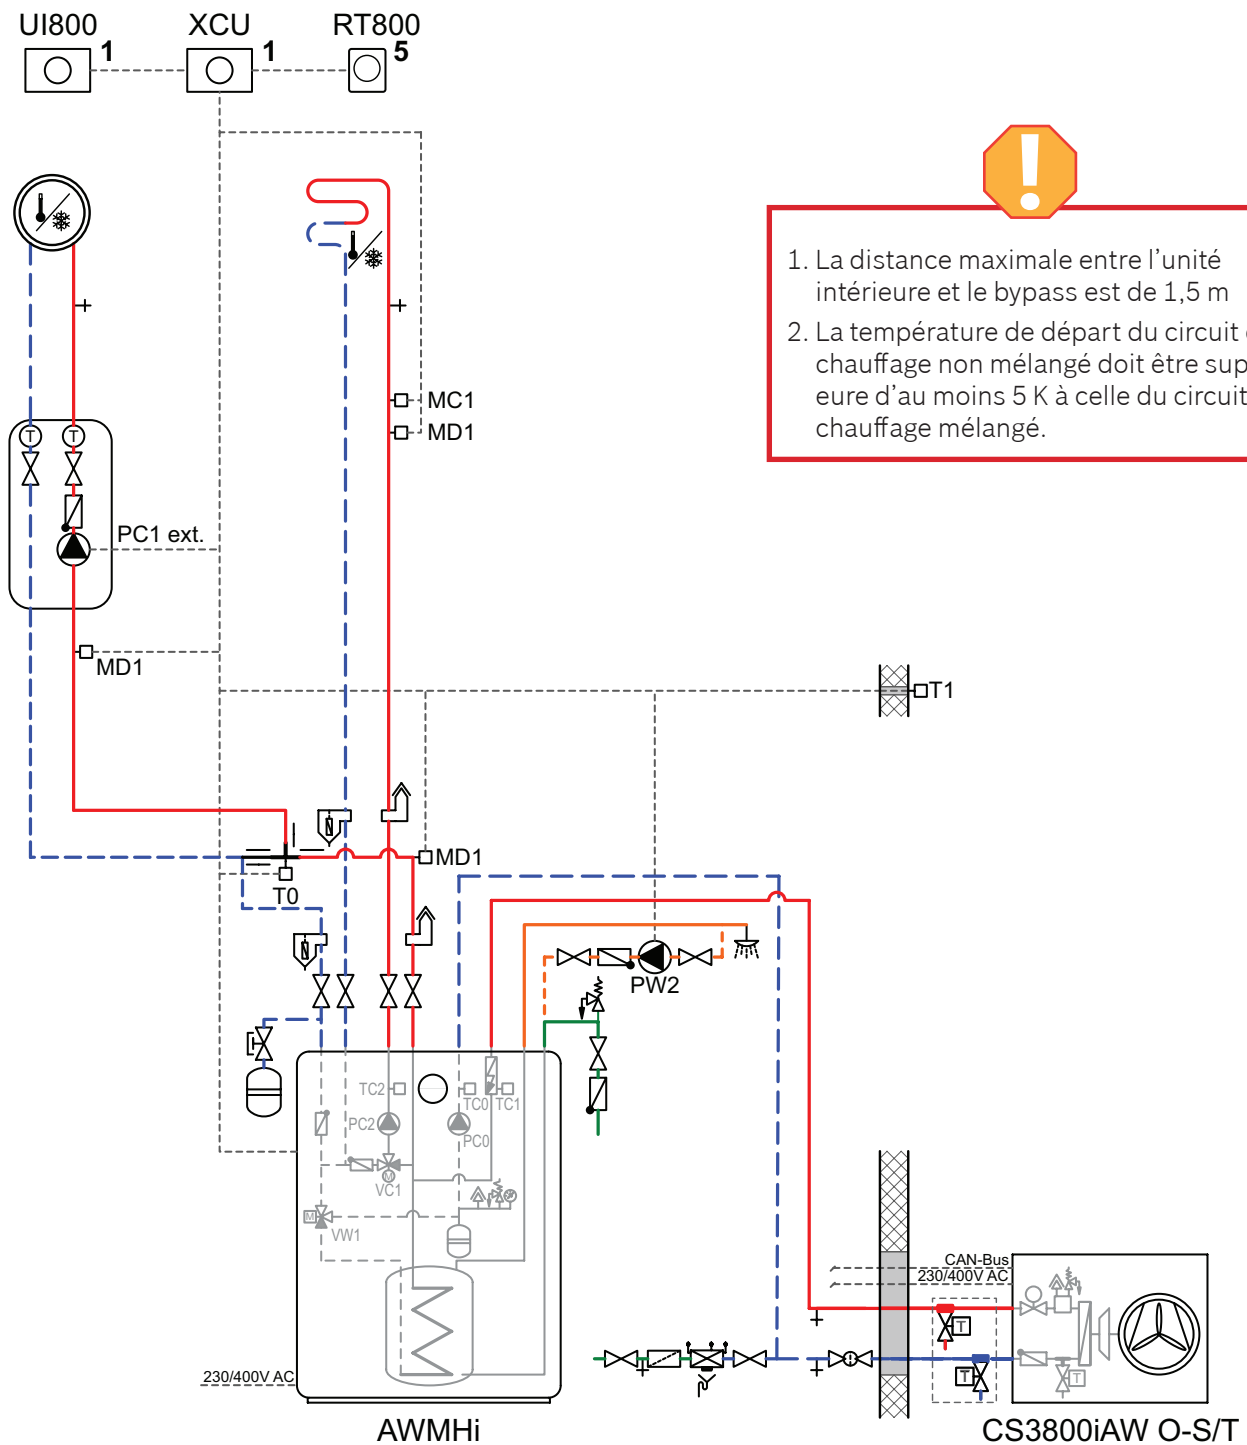 UI800
1
XCU
1
RT800
5
1. La distance maximale entre l'unité
intérieure et le bypass est de 1,5 m
2. La température de départ du circuit
chauffage non mélangé doit être sup
eure d'au moins 5 K à celle du circuit
chauffage mélangé.
MC1
MD1
T
T
PC1 ext.
MD1
T1
MD1
T0
PW2
TC2
TC0
TC1
PC2
PC0
M
VC1
M
VW1
CAN-Bus
230/400V AC
T
T
T
230/400V AC
AWMHi
CS3800iAW O-S/T